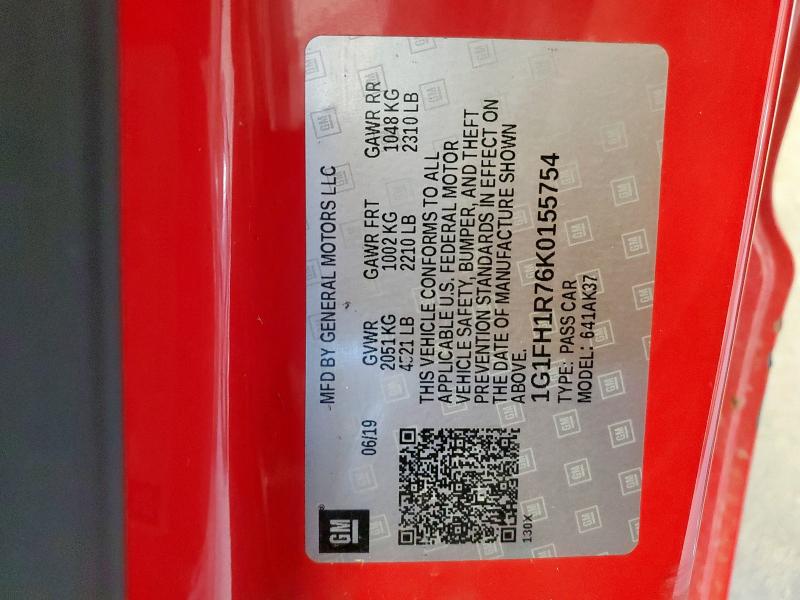 GM
06/19
MFD BY GENERAL MOTORS LLC
GVWR GAWR FRT GAWR RR
2051 KG 1002 KG 1048 KG
4521 LB 2210 LB 2310 LB
THIS VEHICLE CONFORMS TO ALL
APPLICABLE U.S. FEDERAL MOTOR
VEHICLE SAFETY, BUMPER, AND THEFT
PREVENTION STANDARDS IN EFFECT ON
THE DATE OF MANUFACTURE SHOWN
ABOVE.
1G1FH1R76K0155754
TYPE: PASS CAR
MODEL: 641AK37
130X